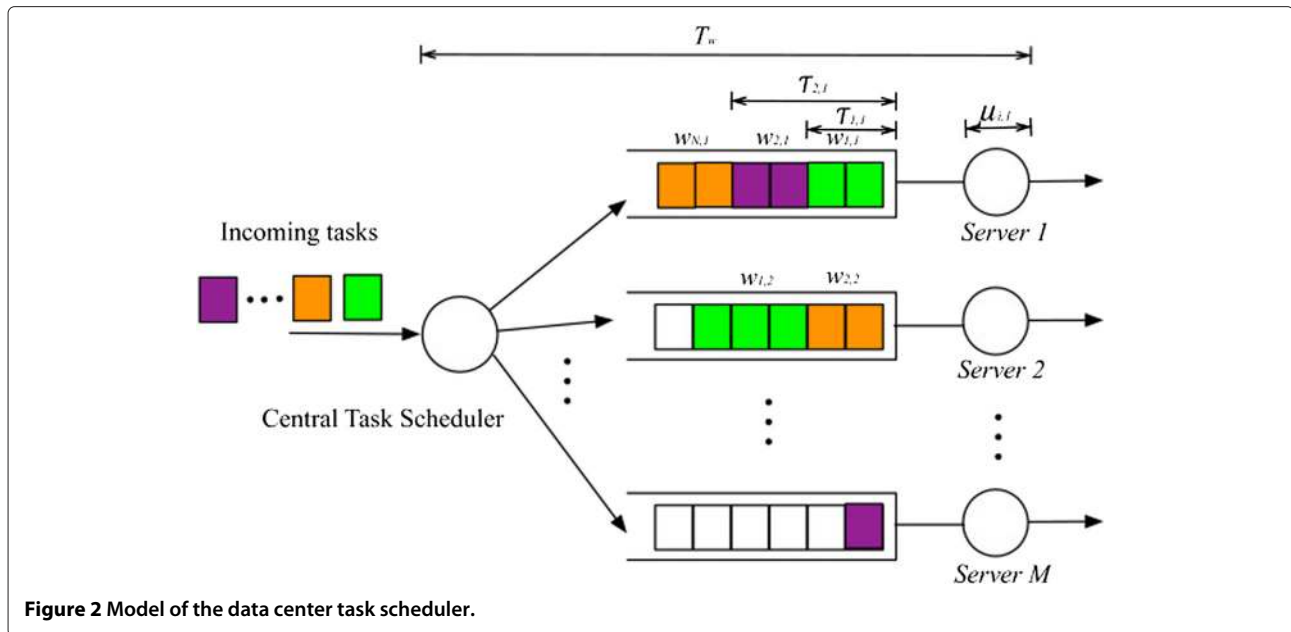 T_w
τ_{2,1}
τ_{1,1}
μ_{i,1}
w_{N,1} w_{2,1} w_{1,1}
Server 1
Incoming tasks
w_{1,2} w_{2,2}
Server 2
Central Task Scheduler
Server M
Figure 2 Model of the data center task scheduler.